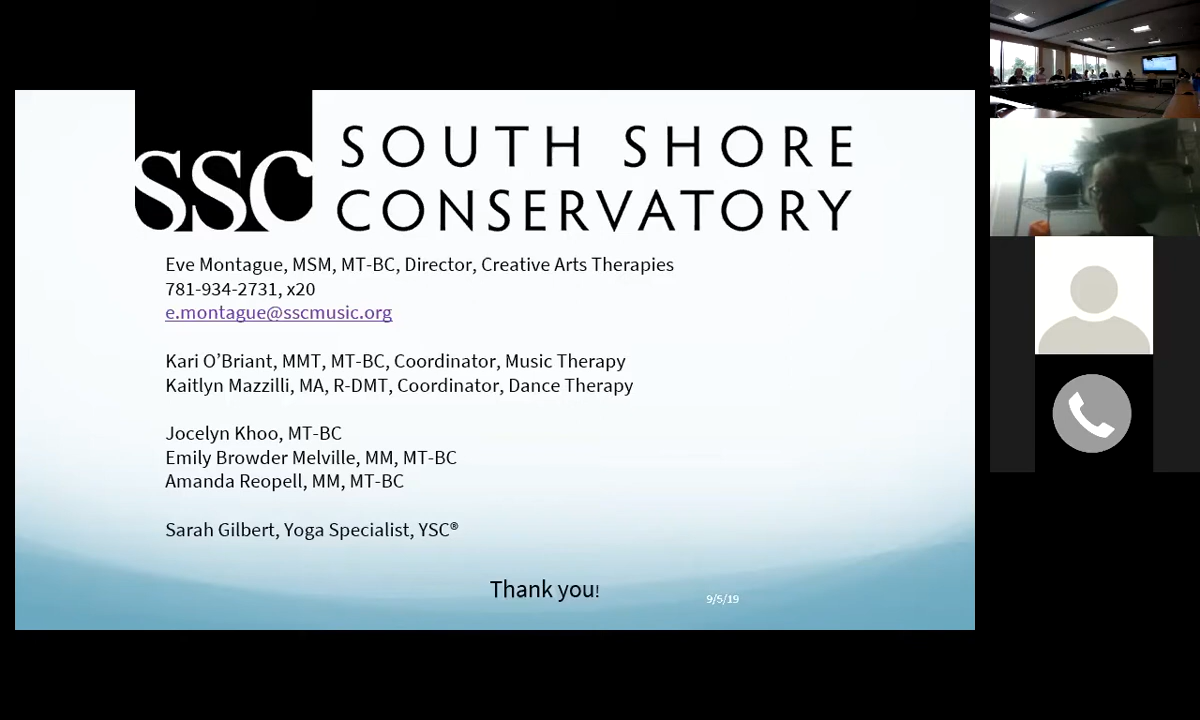 SSC
SOUTH SHORE
CONSERVATORY
Eve Montague, MSM, MT-BC, Director, Creative Arts Therapies
781-934-2731, x20
e.montague@sscmusic.org
Kari O’Briant, MMT, MT-BC, Coordinator, Music Therapy
Kaitlyn Mazzilli, MA, R-DMT, Coordinator, Dance Therapy
Jocelyn Khoo, MT-BC
Emily Browder Melville, MM, MT-BC
Amanda Reopell, MM, MT-BC
Sarah Gilbert, Yoga Specialist, YSC®
Thank you!
9/5/19